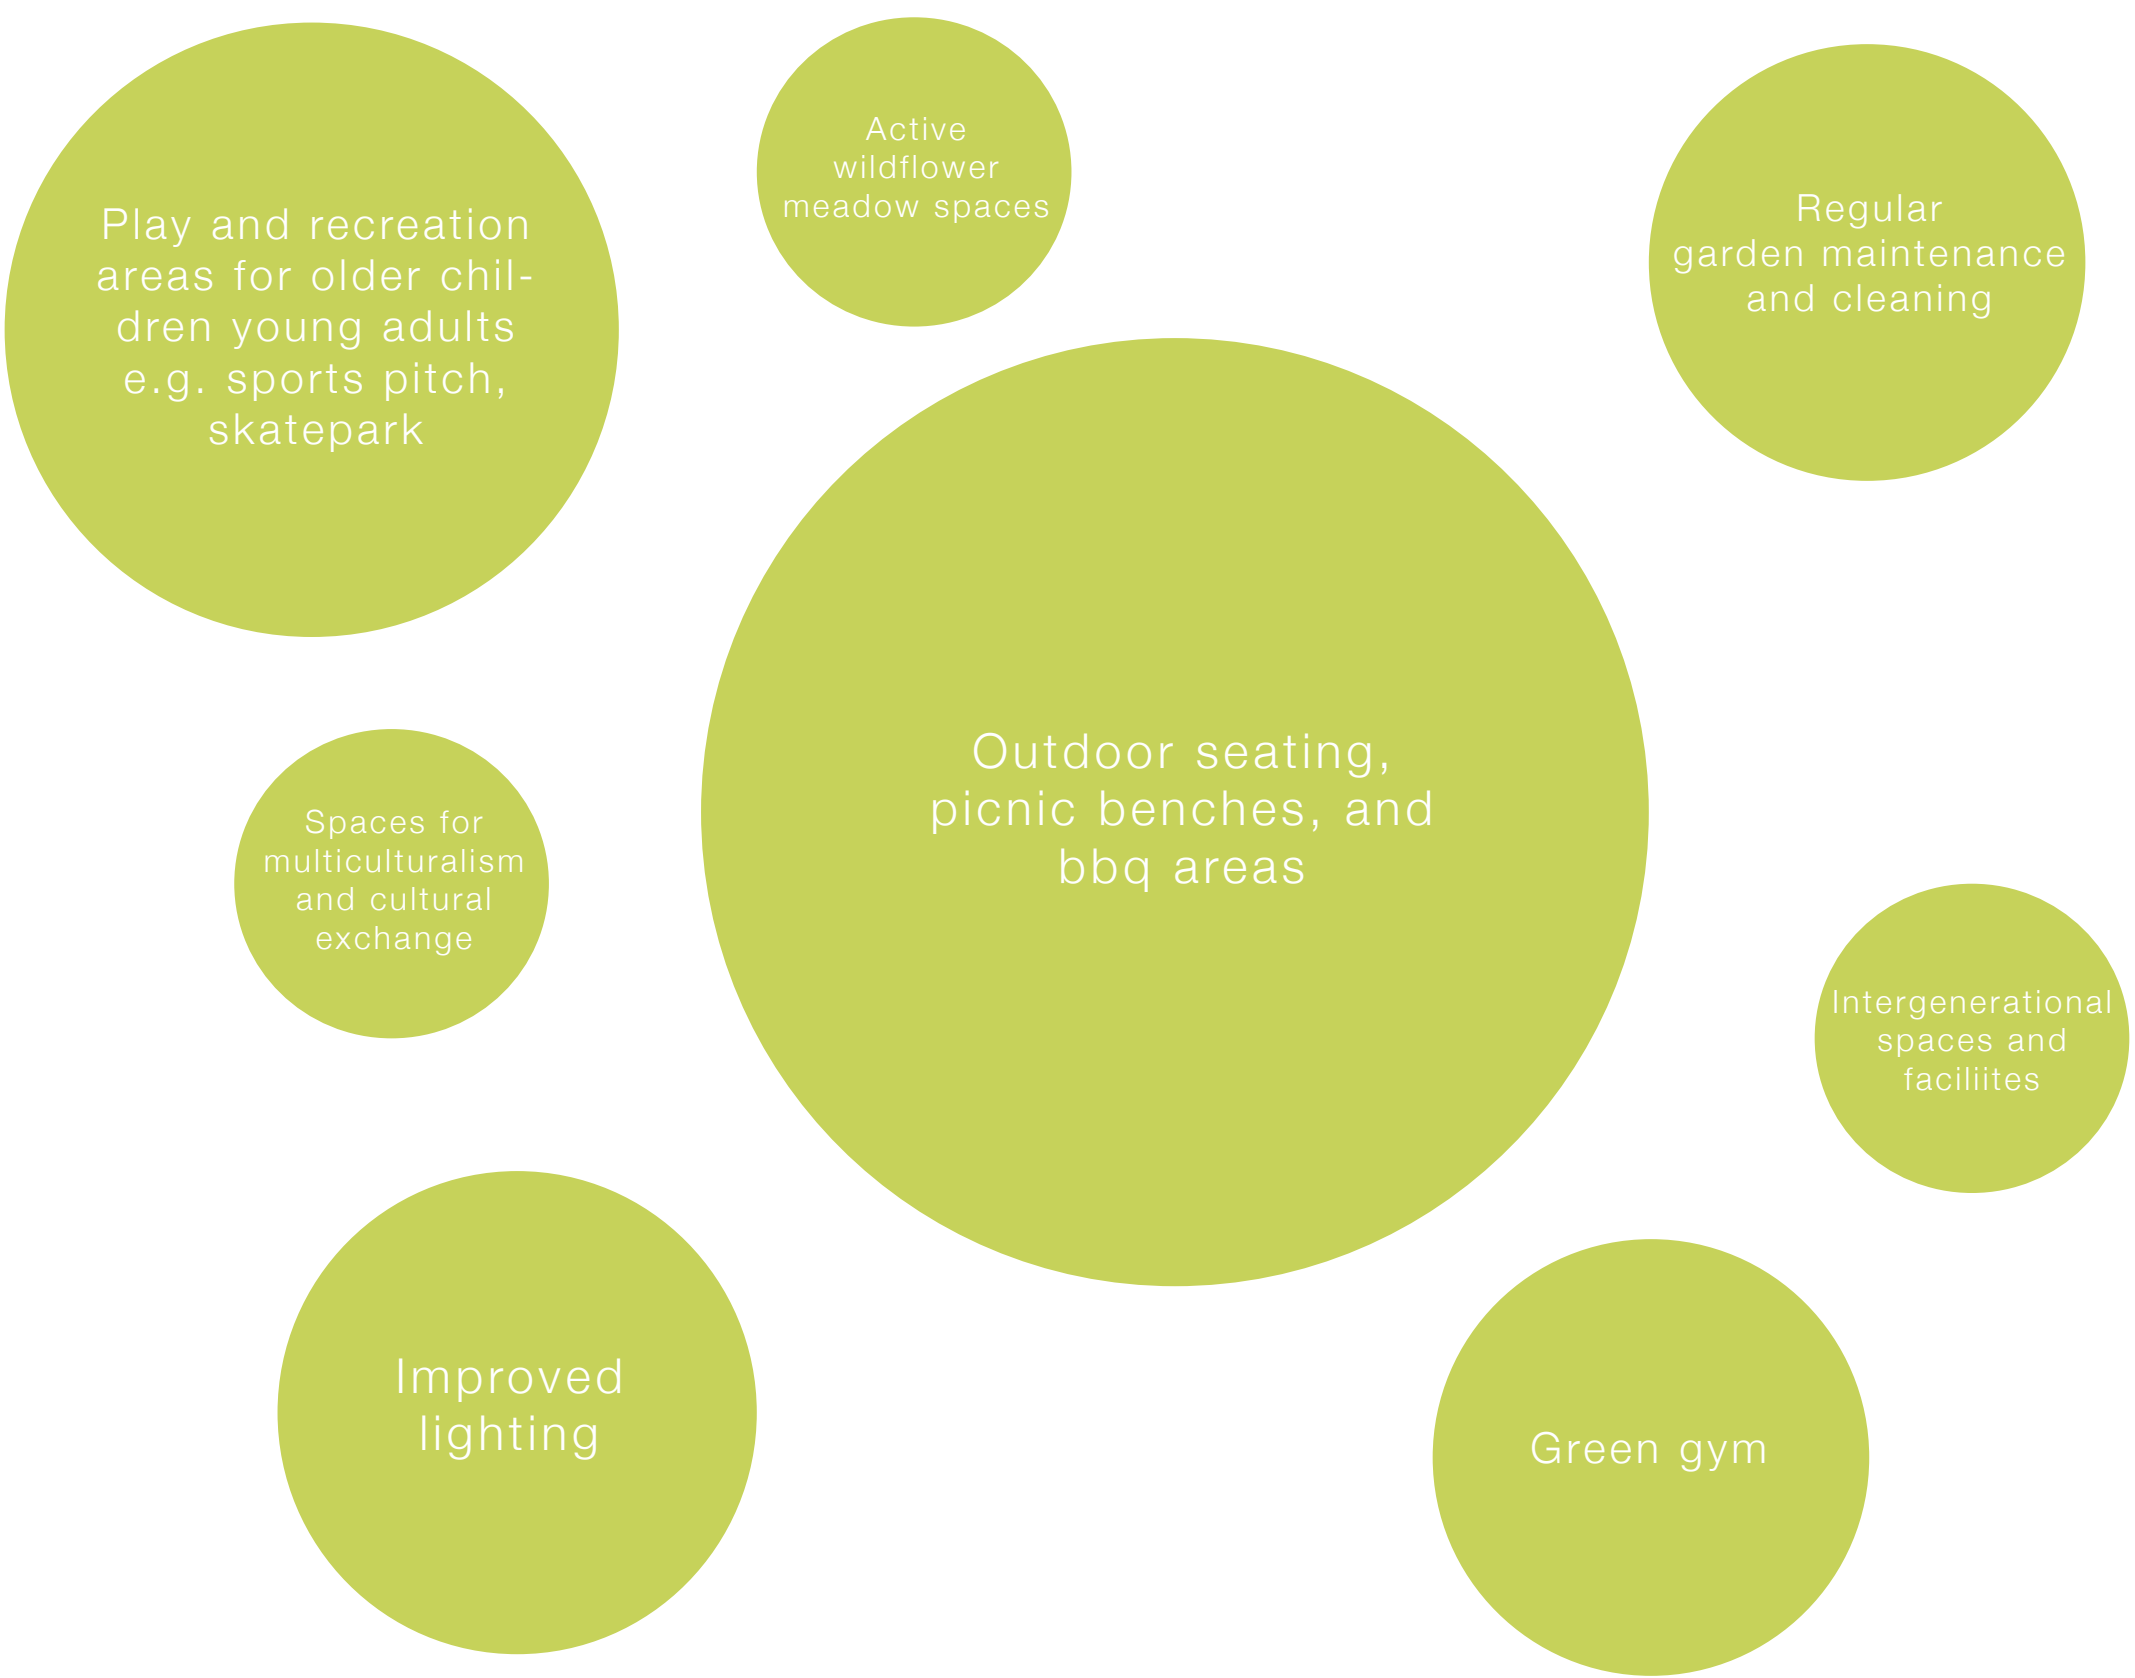 Play and recreation
areas for older chil-
dren young adults
e.g. sports pitch,
skatepark
Active
wildflower
meadow spaces
Regular
garden maintenance
and cleaning
Outdoor seating,
picnic benches, and
bbq areas
Spaces for
multiculturalism
and cultural
exchange
Intergenerational
spaces and
faciliites
Improved
lighting
Green gym